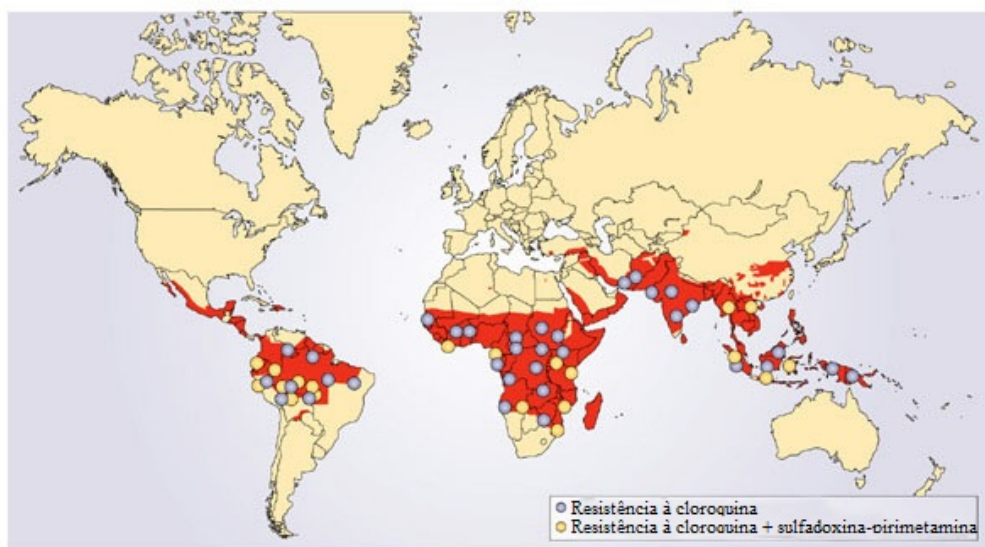 Resistência à cloroquina
Resistência à cloroquina + sulfadoxina-pirimetamina